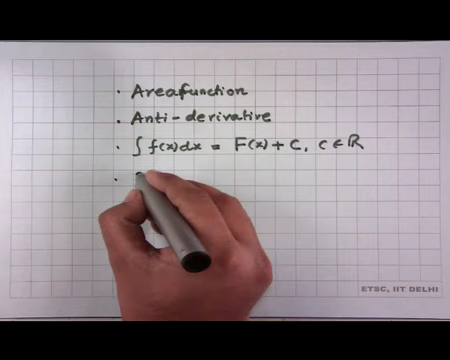 · Areafunction
· Anti-derivative
· ∫ f(x)dx = F(x) + C, C ∈ ℝ
·
ETSC, IIT DELHI